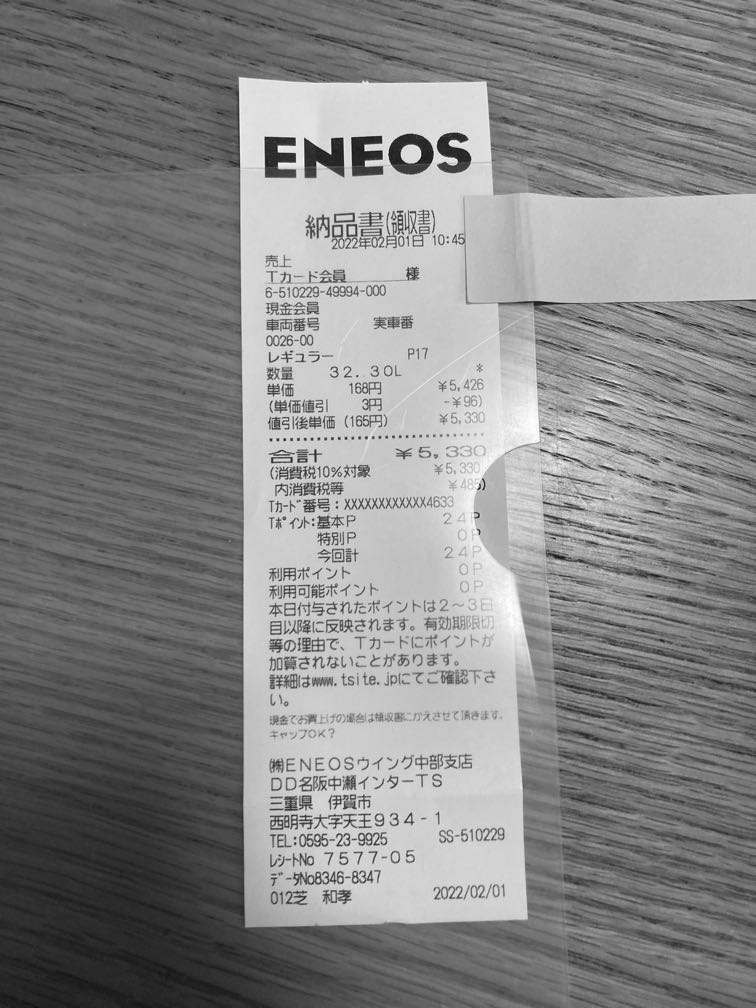 ENEOS
納品書(領収書)
2022年02月01日 10:45
売上
Tカード会員 様
6-510229-49994-000
現金会員
車両番号 実車番
0026-00
レギュラー P17
数量 32.30L *
単価 168円 ¥5,426
(単価値引 3円 -¥96)
値引後単価 (165円) ¥5,330
合計 ¥5,330
(消費税10%対象 ¥5,330
内消費税等 ¥485)
Tカード番号:XXXXXXXXXXXX4633
Tポイント:基本P 24P
特別P 0P
今回計 24P
利用ポイント 0P
利用可能ポイント 0P
本日付与されたポイントは2~3日
目以降に反映されます。有効期限切
等の理由で、Tカードにポイントが
加算されないことがあります。
詳細はwww.tsite.jpにてご確認下さ
い。
現金でお買上げの場合は領収書にかえさせて頂きます。
キャップOK?
㈱ENEOSウイング中部支店
DD名阪中瀬インターTS
三重県 伊賀市
西明寺大字天王934-1
TEL:0595-23-9925 SS-510229
レシートNo 7577-05
データNo8346-8347
012芝 和孝 2022/02/01